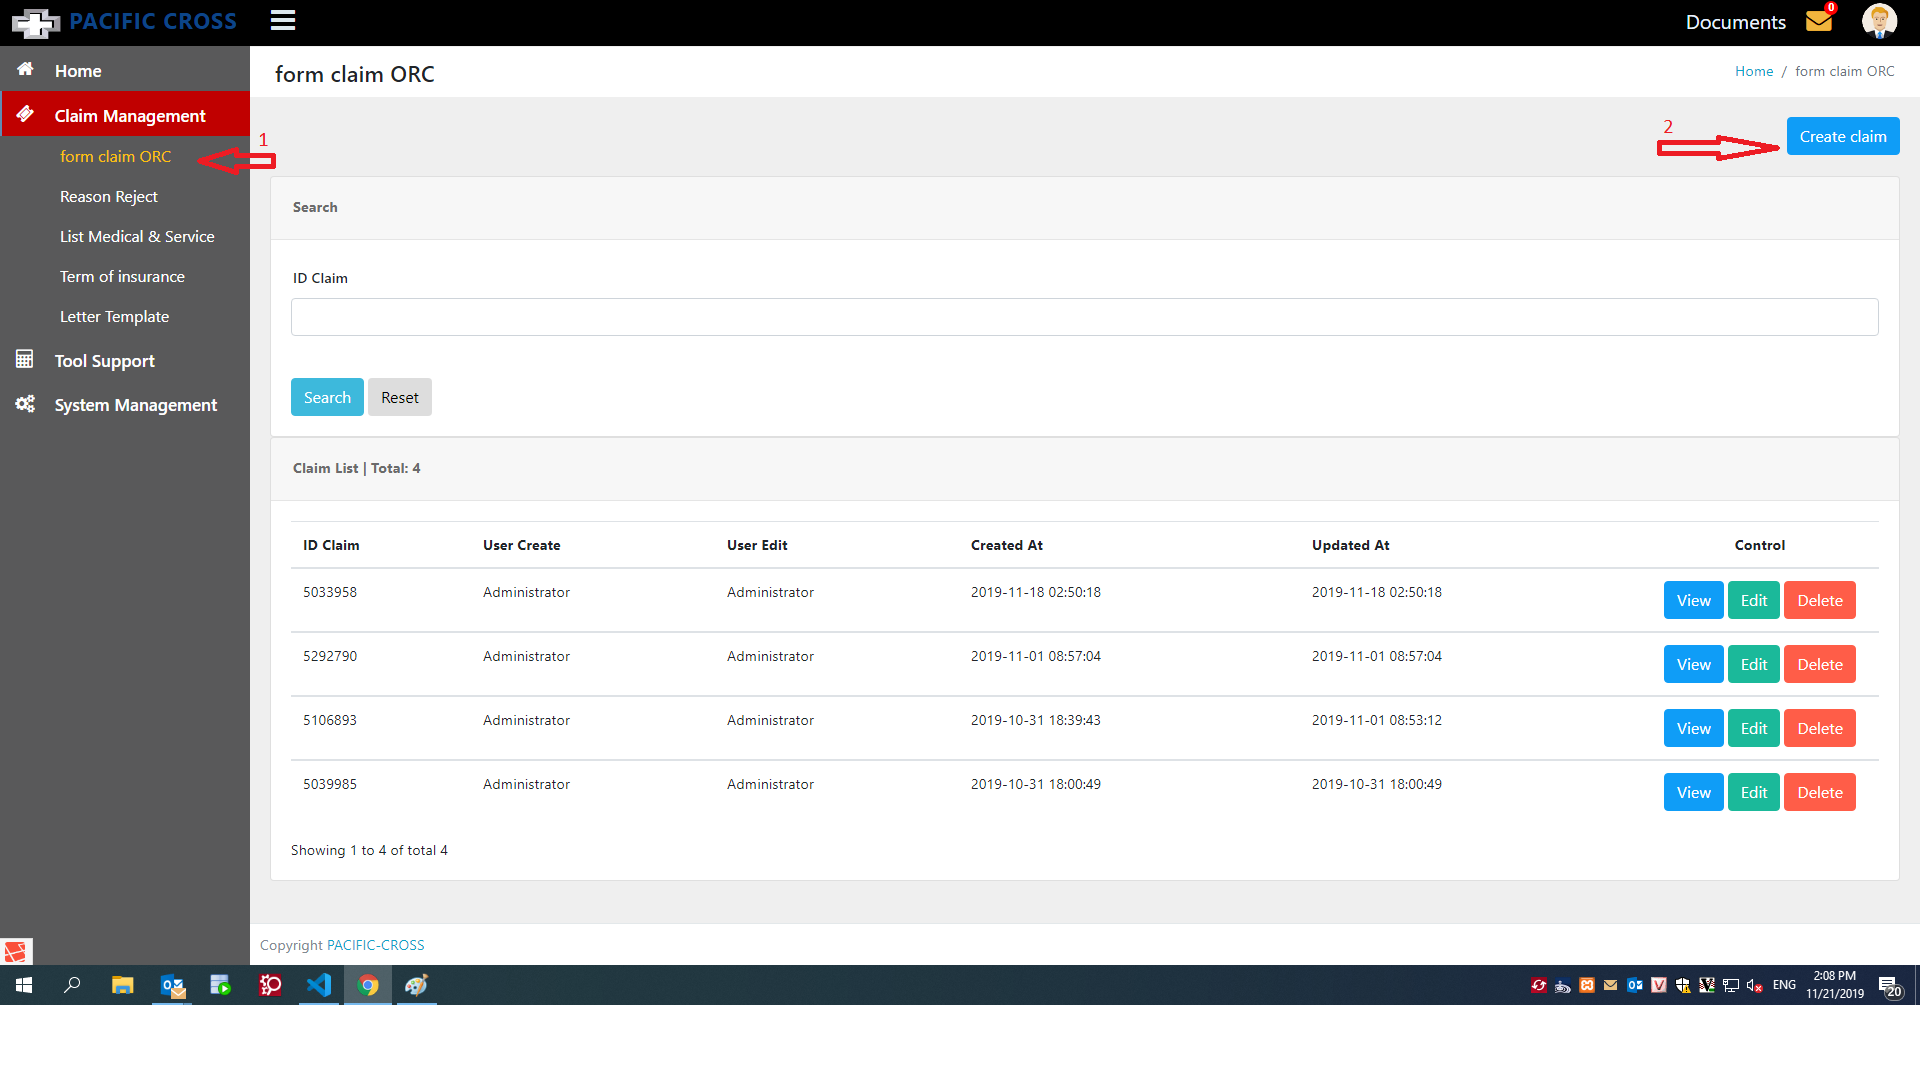 PACIFIC CROSS
Documents
0
Home
Claim Management
form claim ORC
Reason Reject
List Medical & Service
Term of insurance
Letter Template
Tool Support
System Management
1
form claim ORC
Home / form claim ORC
2
Create claim
Search
ID Claim
Search Reset
Claim List | Total: 4
ID Claim User Create User Edit Created At Updated At Control
5033958 Administrator Administrator 2019-11-18 02:50:18 2019-11-18 02:50:18 View Edit Delete
5292790 Administrator Administrator 2019-11-01 08:57:04 2019-11-01 08:57:04 View Edit Delete
5106893 Administrator Administrator 2019-10-31 18:39:43 2019-11-01 08:53:12 View Edit Delete
5039985 Administrator Administrator 2019-10-31 18:00:49 2019-10-31 18:00:49 View Edit Delete
Showing 1 to 4 of total 4
Copyright PACIFIC-CROSS
ENG
2:08 PM
11/21/2019
20